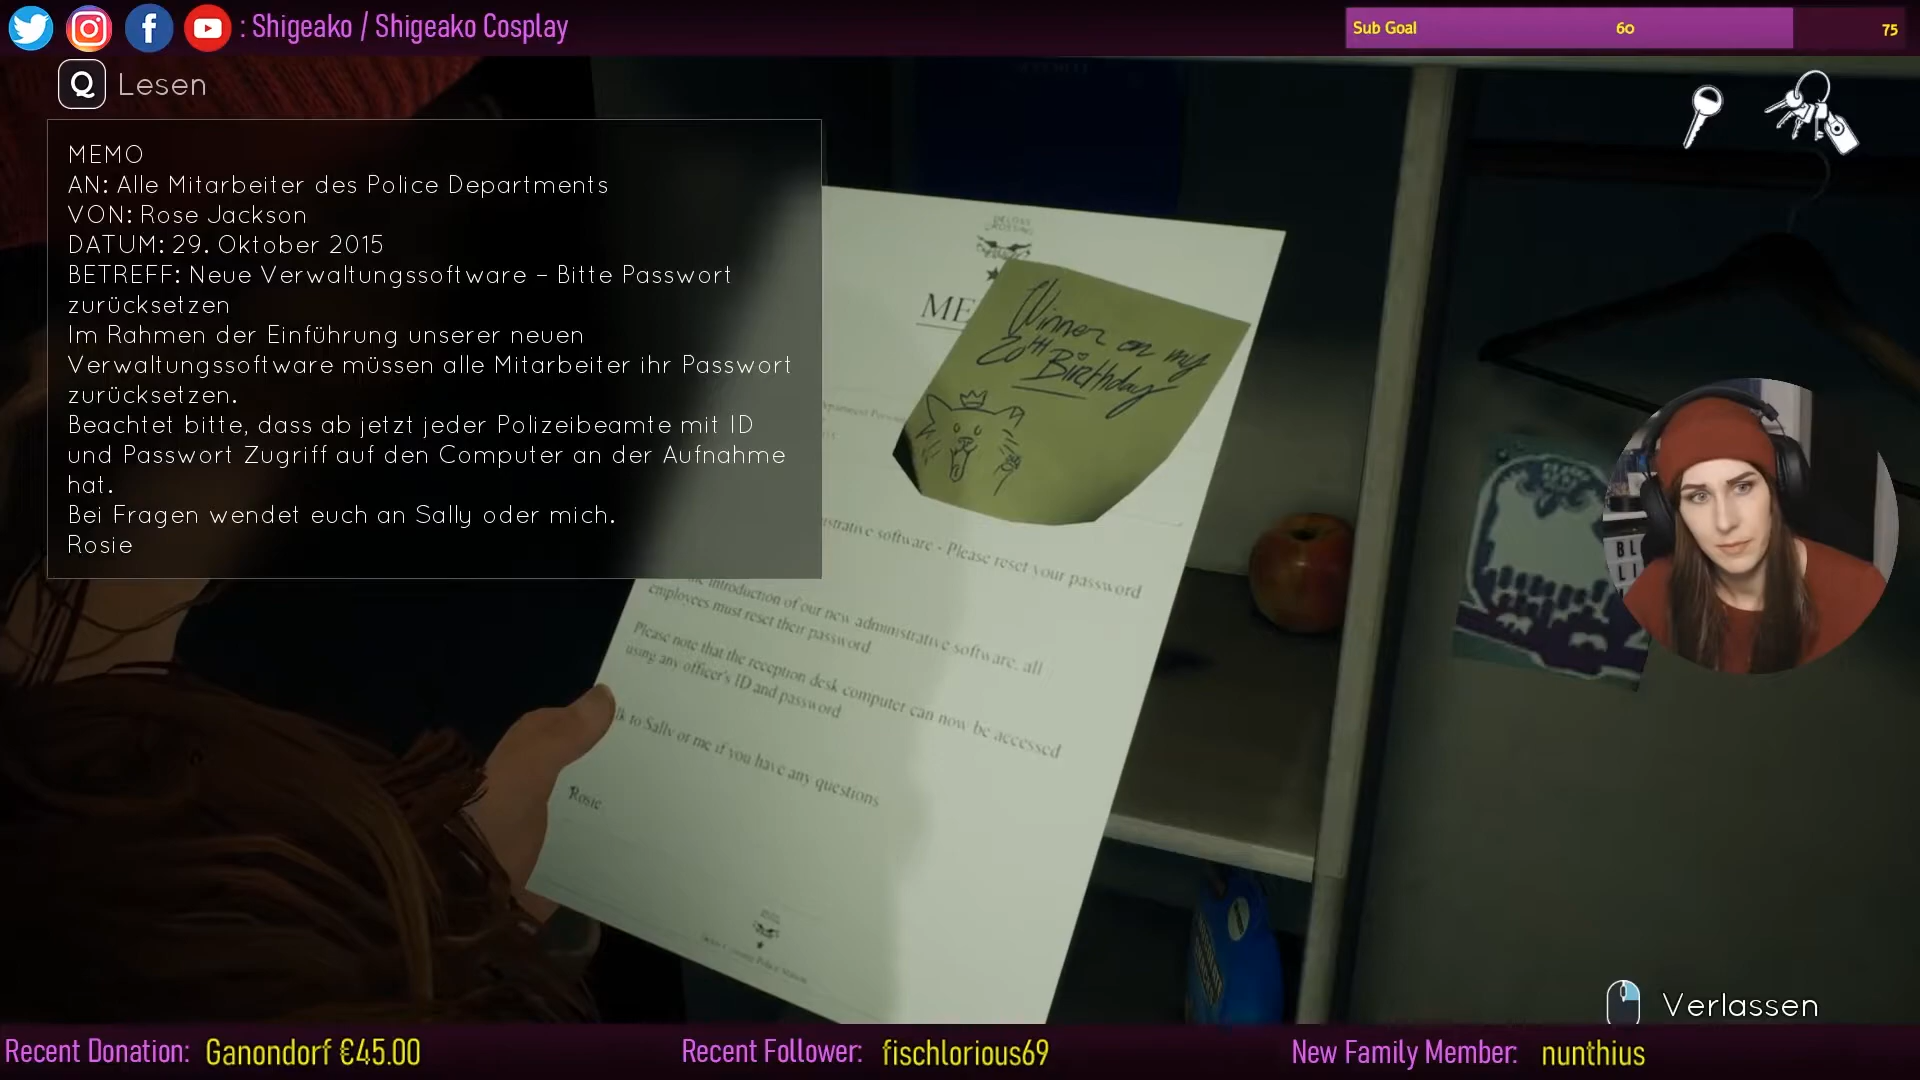 : Shigeako / Shigeako Cosplay
Sub Goal 60 75
Q Lesen
MEMO
AN: Alle Mitarbeiter des Police Departments
VON: Rose Jackson
DATUM: 29. Oktober 2015
BETREFF: Neue Verwaltungssoftware – Bitte Passwort
zurücksetzen
Im Rahmen der Einführung unserer neuen
Verwaltungssoftware müssen alle Mitarbeiter ihr Passwort
zurücksetzen.
Beachtet bitte, dass ab jetzt jeder Polizeibeamte mit ID
und Passwort Zugriff auf den Computer an der Aufnahme
hat.
Bei Fragen wendet euch an Sally oder mich.
Rosie
CROSSING
ME
Winner on my
20TH Birthday
software - Please reset your password
introduction of our new administrative software, all
employees must reset their password.
Please note that the reception desk computer can now be accessed
using any officer's ID and password
to Sally or me if you have any questions
Rosie
Police Station
BL
LI
Verlassen
Recent Donation: Ganondorf €45.00
Recent Follower: fischlorious69
New Family Member: nunthius